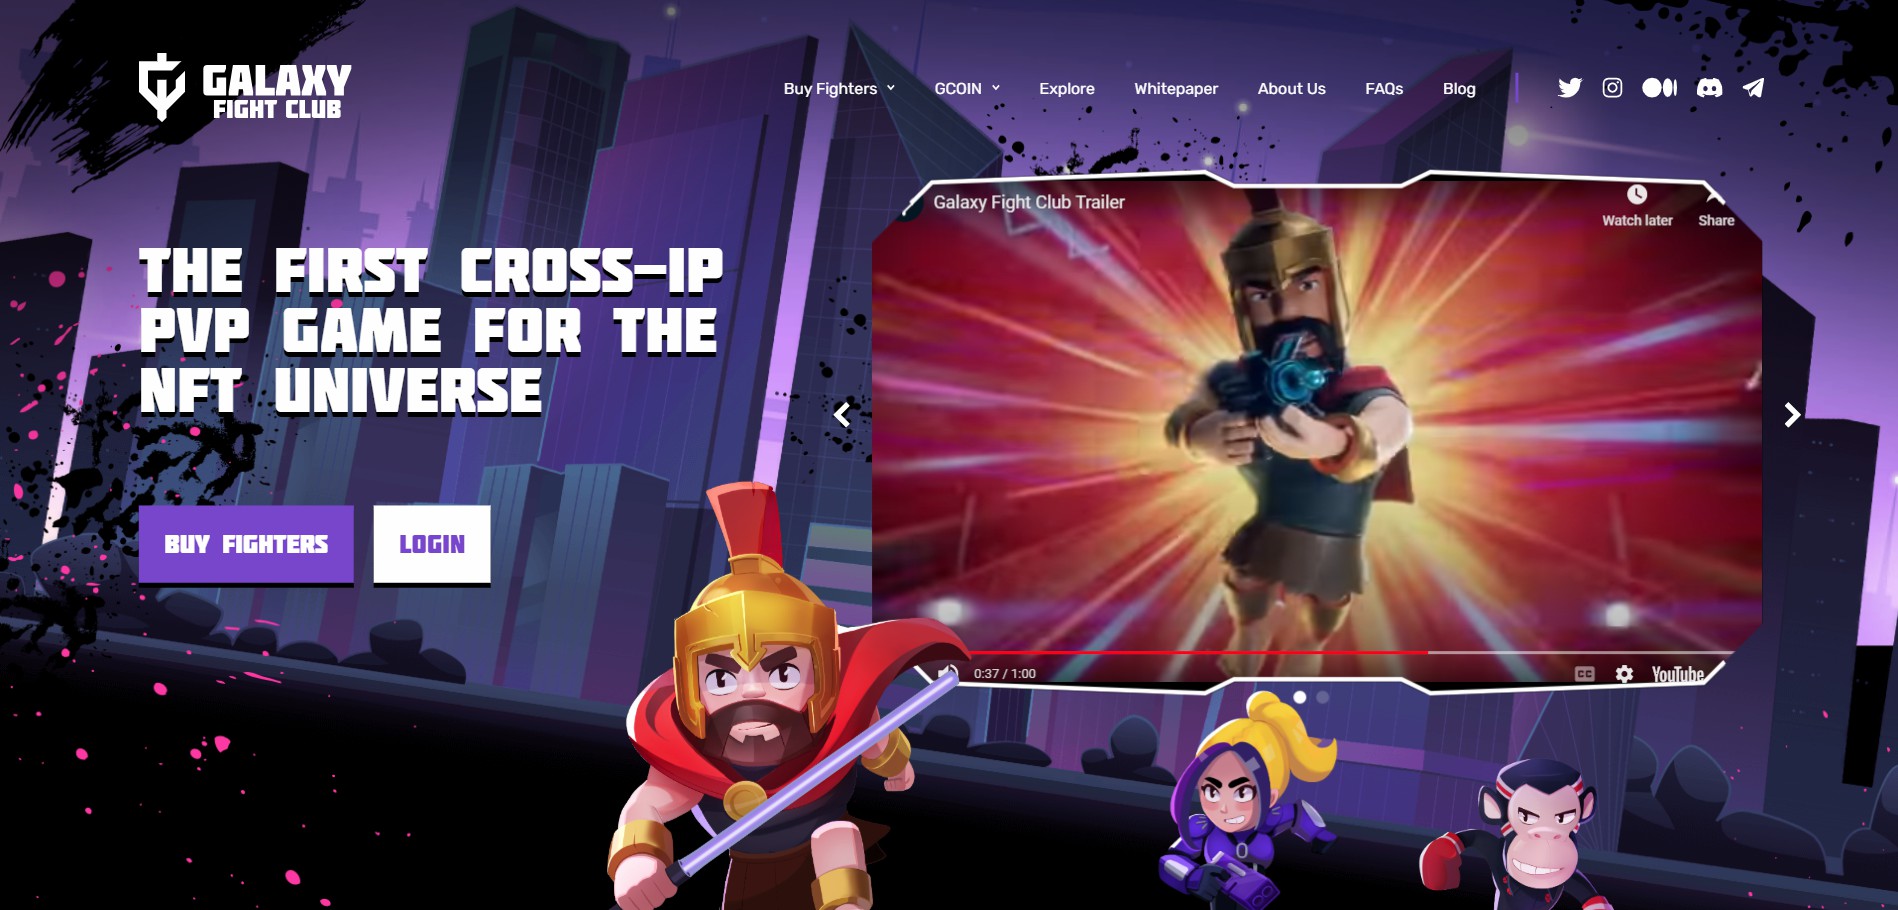 GALAXY
FIGHT CLUB
Buy Fighters
GCOIN
Explore
Whitepaper
About Us
FAQs
Blog
THE FIRST CROSS-IP
PVP GAME FOR THE
NFT UNIVERSE
BUY FIGHTERS
LOGIN
Galaxy Fight Club Trailer
Watch later
Share
0:37 / 1:00
CC
YouTube